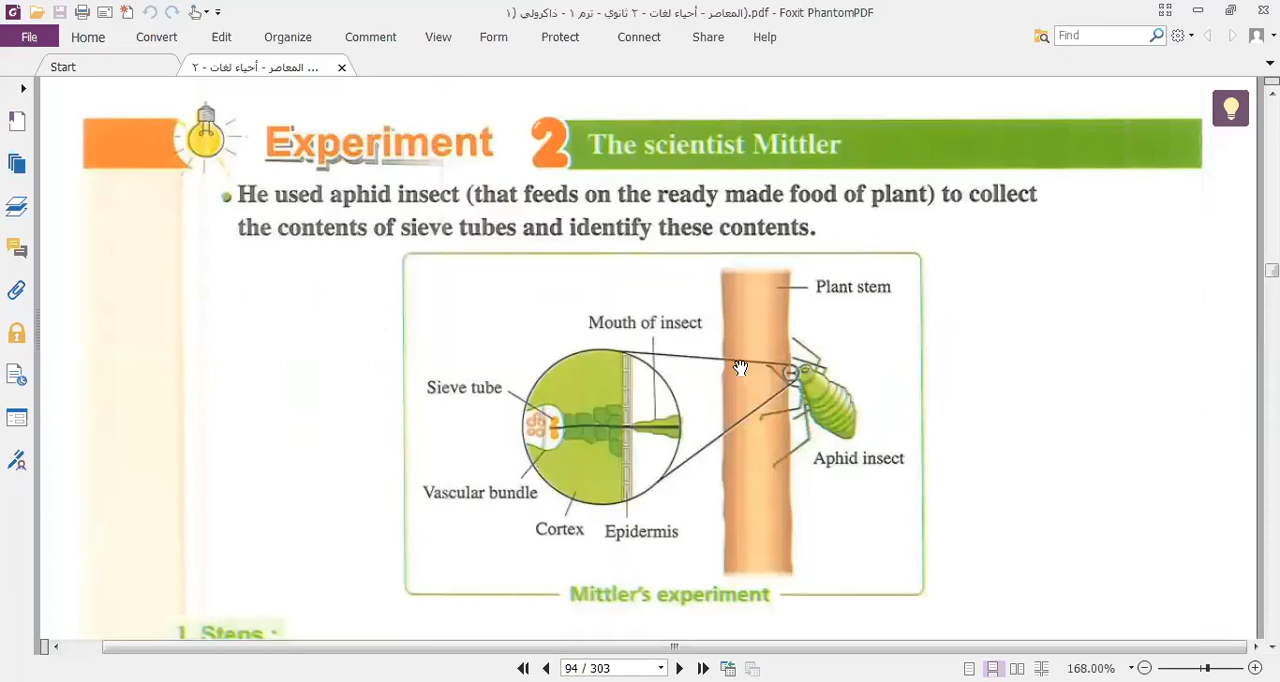 (المعاصر - أحياء لغات - ٢ ثانوي - ترم ١ - ذاكرولي (١.pdf - Foxit PhantomPDF
File Home Convert Edit Organize Comment View Form Protect Connect Share Help Find
Start
المعاصر - أحياء لغات - ٢ ...
Experiment 2 The scientist Mittler
• He used aphid insect (that feeds on the ready made food of plant) to collect
the contents of sieve tubes and identify these contents.
Plant stem
Mouth of insect
Sieve tube
Aphid insect
Vascular bundle
Cortex
Epidermis
Mittler's experiment
1. Steps :
94 / 303
168.00%